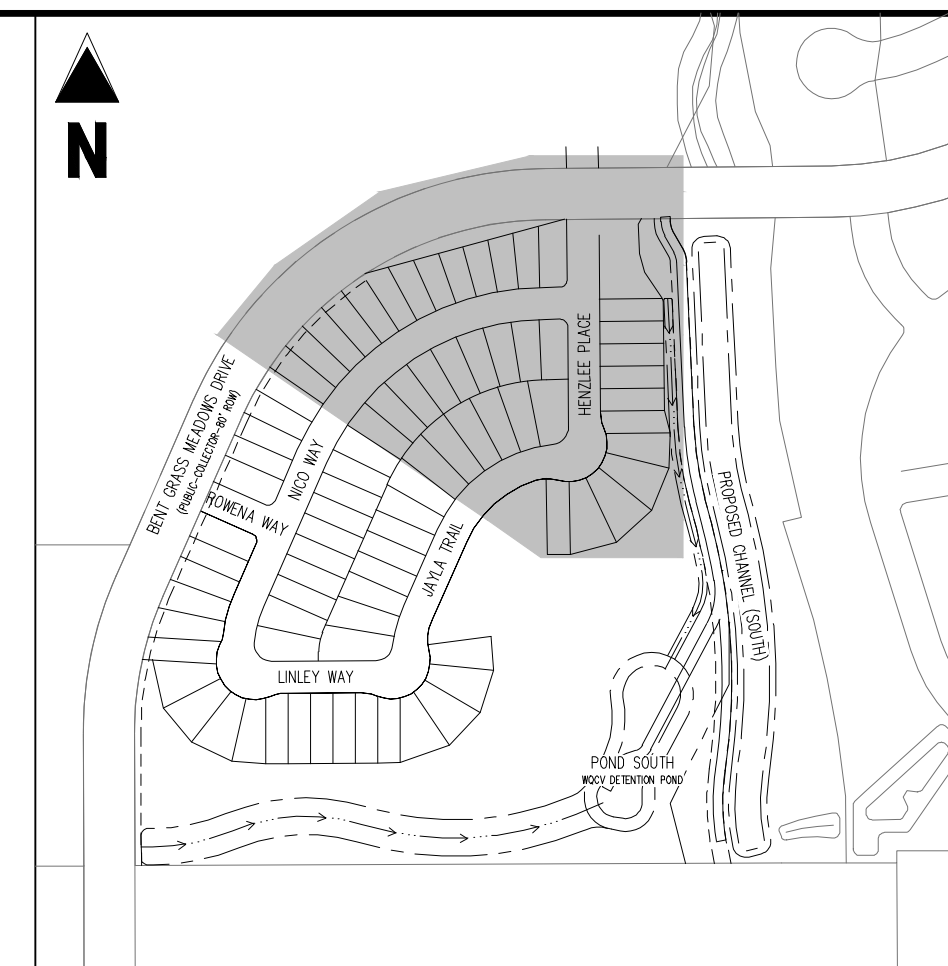 N
BENT GRASS MEADOWS DRIVE
(PUBLIC-COLLECTOR-80' ROW)
HENZLEE PLACE
NICO WAY
ROWENA WAY
JAYLA TRAIL
PROPOSED CHANNEL (SOUTH)
LINLEY WAY
POND SOUTH
WQCV DETENTION POND